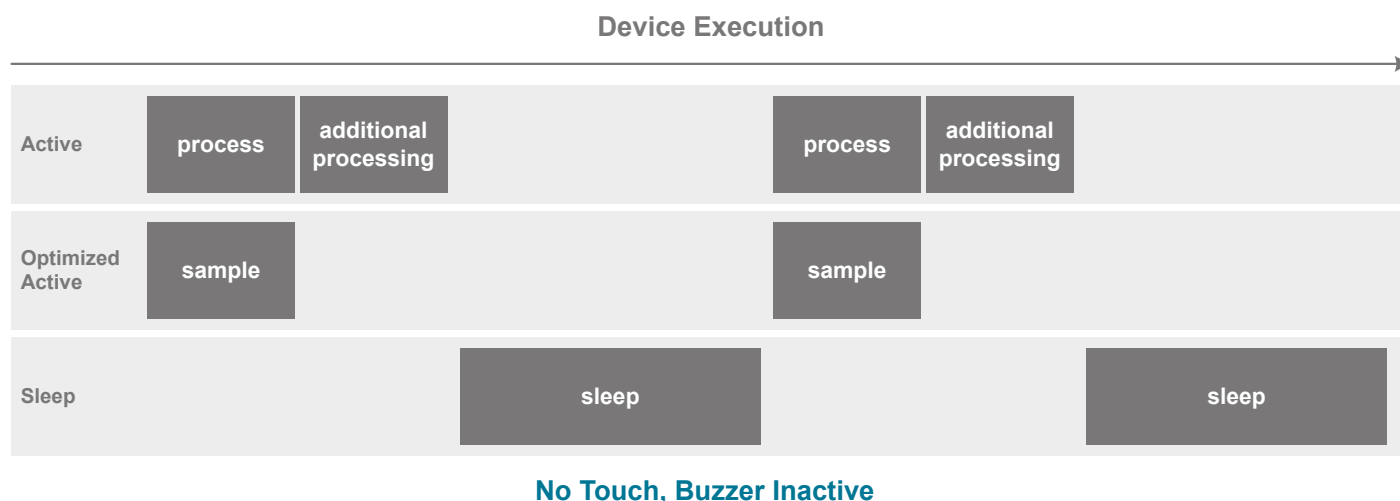 Device Execution
Active
process
additional
processing
process
additional
processing
Optimized
Active
sample
sample
Sleep
sleep
sleep
No Touch, Buzzer Inactive